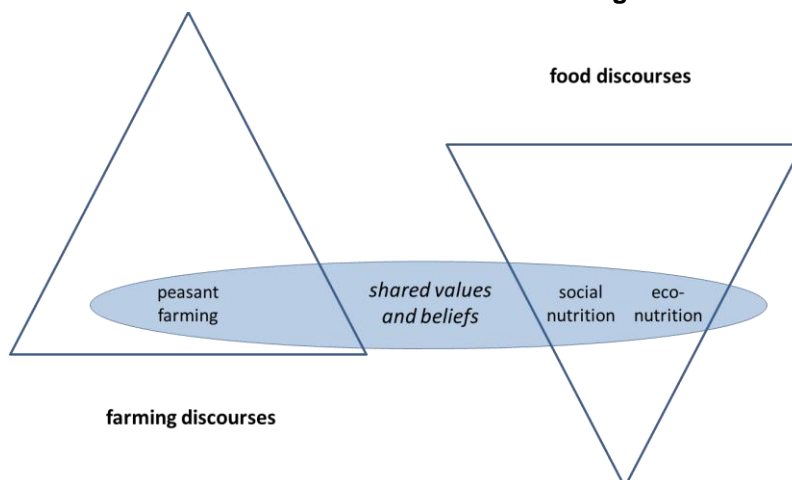 food discourses
peasant
farming
shared values
and beliefs
social
nutrition
eco-
nutrition
farming discourses